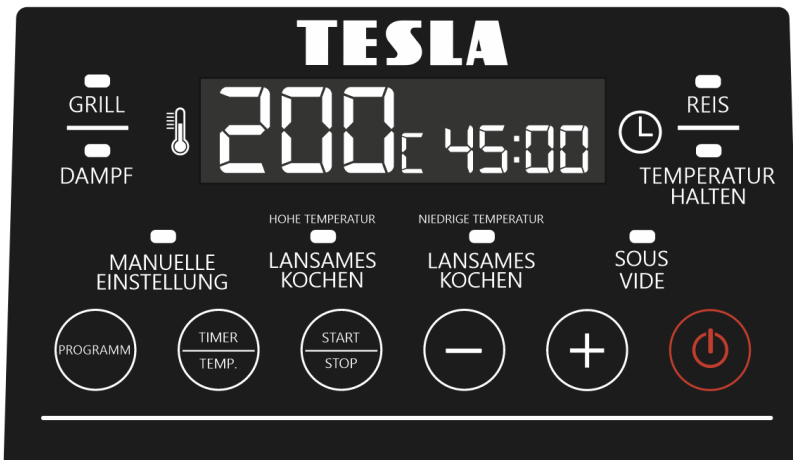 TESLA
GRILL
DAMPF
200C 45:00
REIS
TEMPERATUR
HALTEN
MANUELLE
EINSTELLUNG
HOHE TEMPERATUR
LANSAMES
KOCHEN
NIEDRIGE TEMPERATUR
LANSAMES
KOCHEN
SOUS
VIDE
PROGRAMM
TIMER
TEMP.
START
STOP